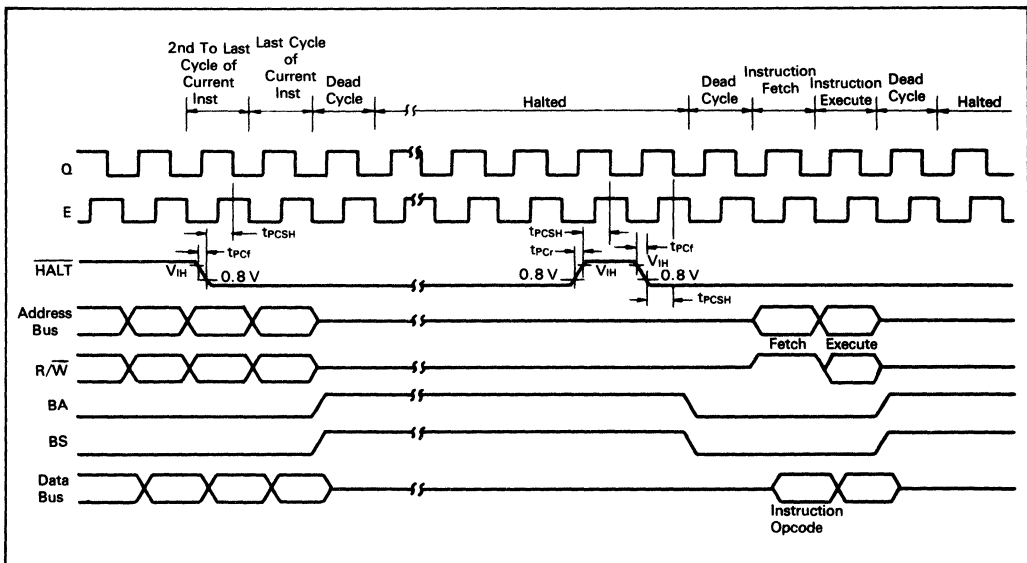 2nd To Last
Cycle of
Current
Inst
Last Cycle
of
Current
Inst
Dead
Cycle
Halted
Dead
Cycle
Instruction
Fetch
Instruction
Execute
Dead
Cycle
Halted
Q
E
tPCSH
tPCf
tPCSH
tPCr
tPCf
HALT
VIH
0.8 V
0.8 V
VIH
VIH
0.8 V
tPCSH
Address
Bus
Fetch
Execute
R/W
BA
BS
Data
Bus
Instruction
Opcode